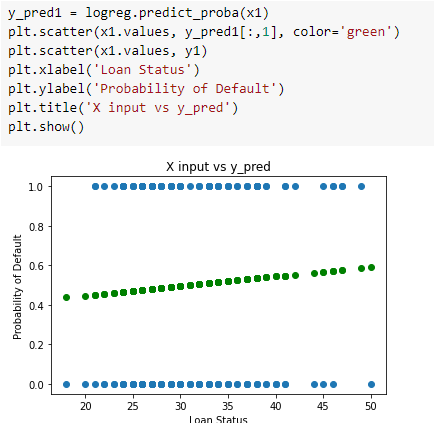 y_pred1 = logreg.predict_proba(x1)
plt.scatter(x1.values, y_pred1[:,1], color='green')
plt.scatter(x1.values, y1)
plt.xlabel('Loan Status')
plt.ylabel('Probability of Default')
plt.title('X input vs y_pred')
plt.show()
X input vs y_pred
1.0
0.8
0.6
0.4
0.2
0.0
Probability of Default
20 25 30 35 40 45 50
Loan Status